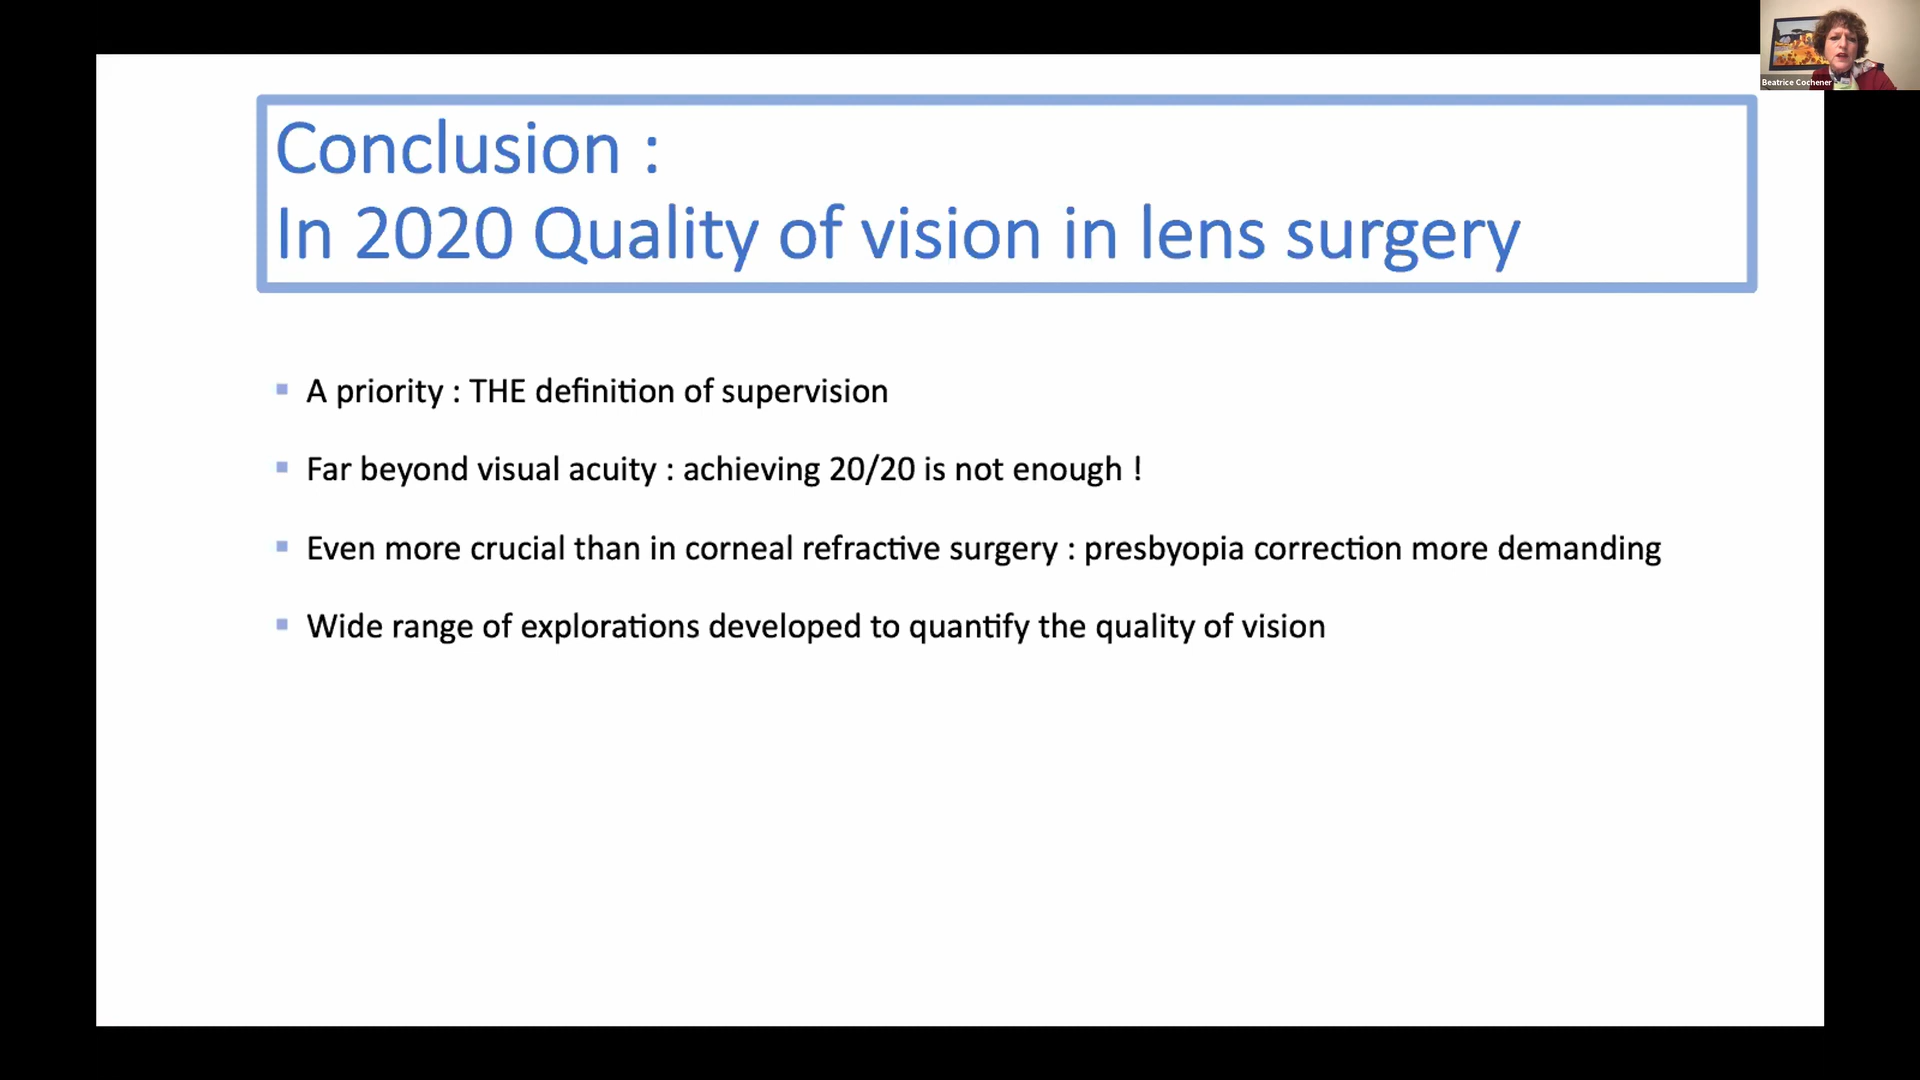 Conclusion :
In 2020 Quality of vision in lens surgery
A priority : THE definition of supervision
Far beyond visual acuity : achieving 20/20 is not enough !
Even more crucial than in corneal refractive surgery : presbyopia correction more demanding
Wide range of explorations developed to quantify the quality of vision
Beatrice Cochener